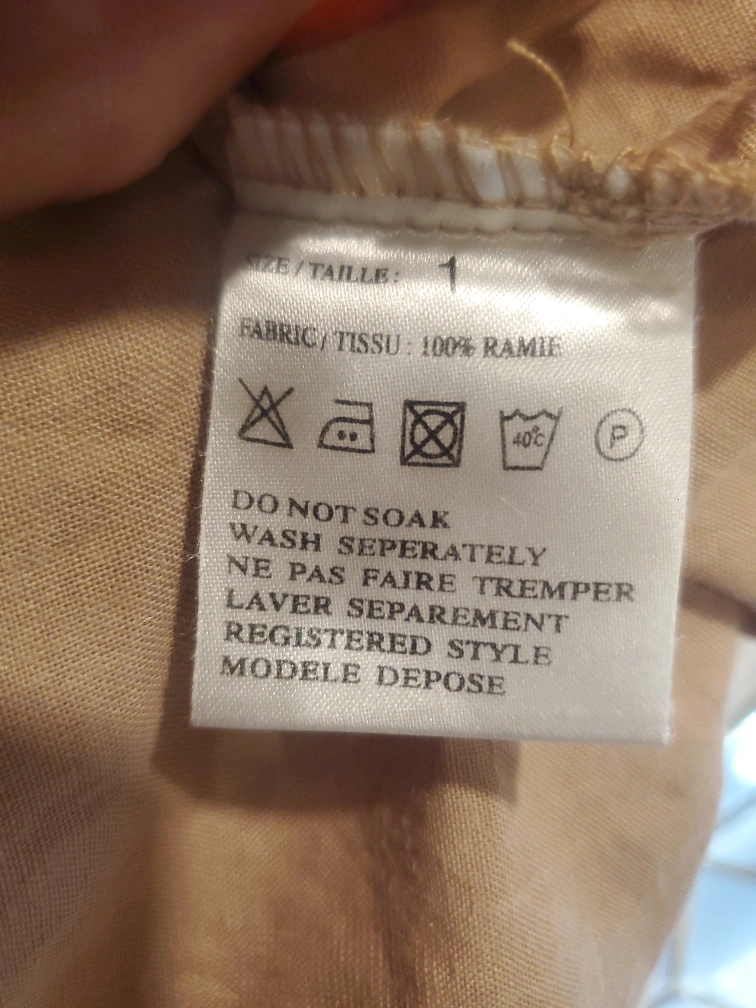 SIZE / TAILLE : 1
FABRIC / TISSU : 100% RAMIE
40°C P
DO NOT SOAK
WASH SEPERATELY
NE PAS FAIRE TREMPER
LAVER SEPAREMENT
REGISTERED STYLE
MODELE DEPOSE